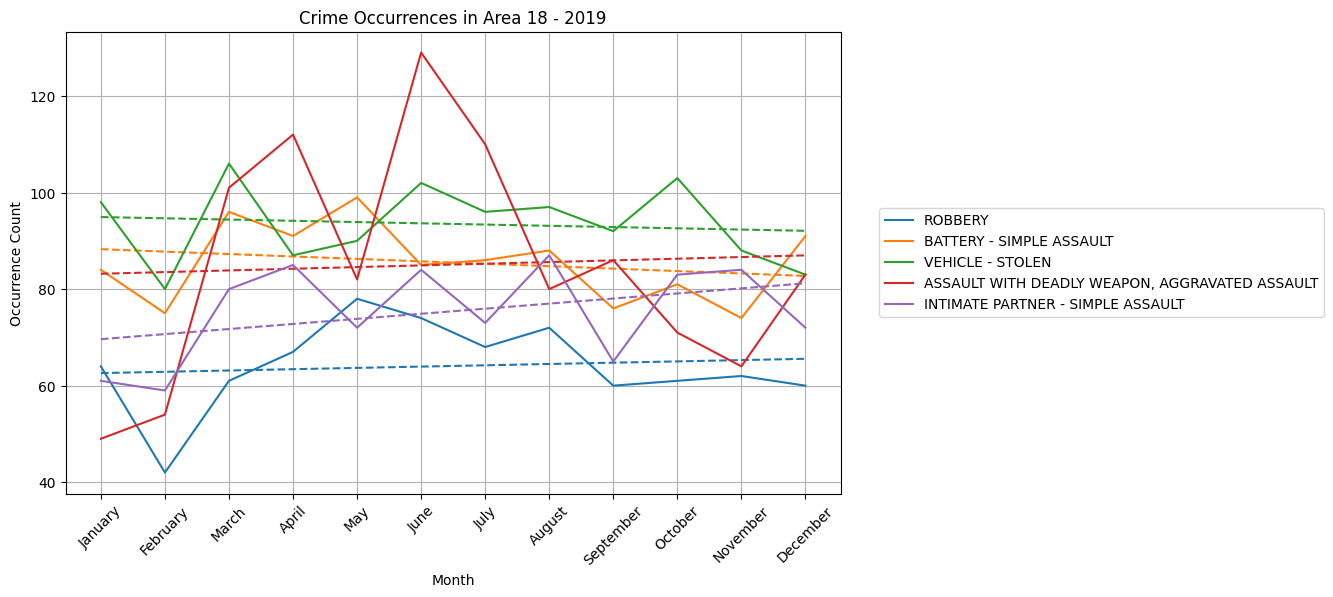 Crime Occurrences in Area 18 - 2019
Occurrence Count
120
100
80
60
40
January
February
March
April
May
June
July
August
September
October
November
December
Month
ROBBERY
BATTERY - SIMPLE ASSAULT
VEHICLE - STOLEN
ASSAULT WITH DEADLY WEAPON, AGGRAVATED ASSAULT
INTIMATE PARTNER - SIMPLE ASSAULT